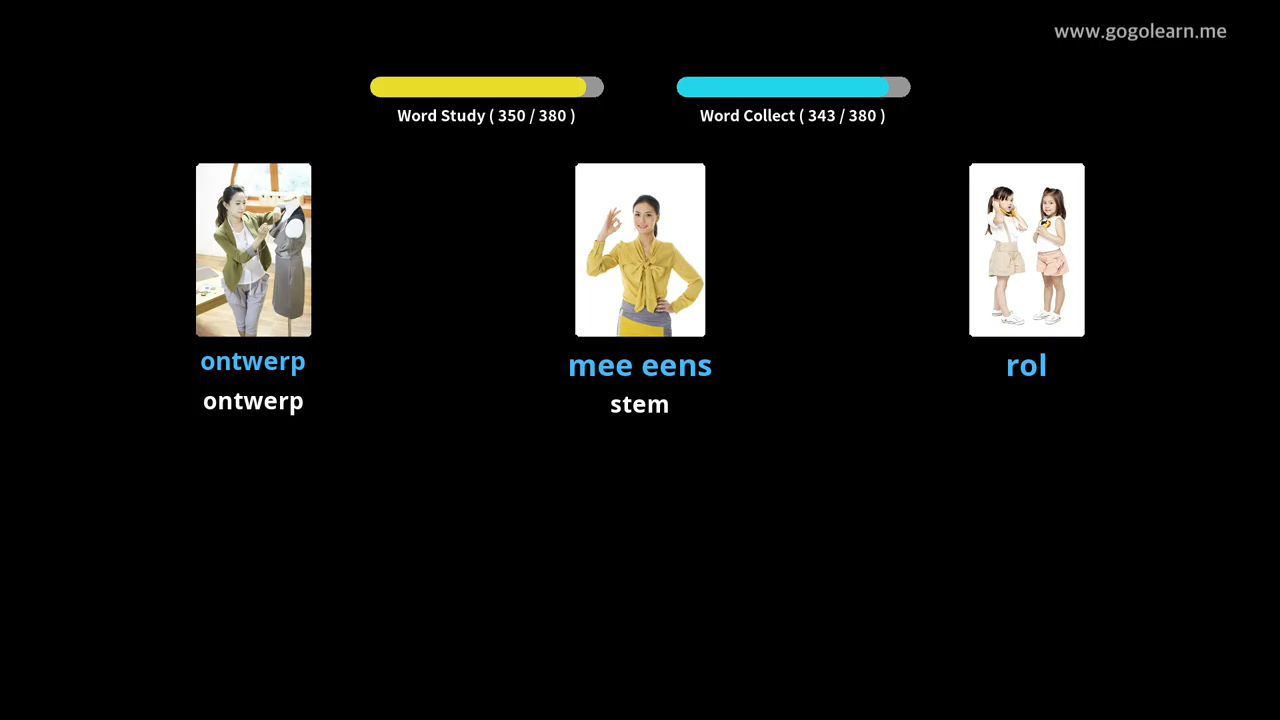 www.gogolearn.me
Word Study ( 350 / 380 )
Word Collect ( 343 / 380 )
ontwerp
mee eens
rol
ontwerp
stem